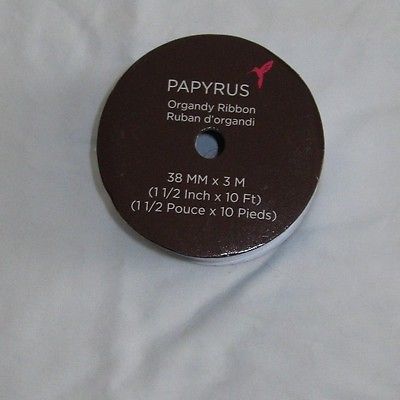 PAPYRUS
Organdy Ribbon
Ruban d'organdi
38 MM x 3 M
(1 1/2 Inch x 10 Ft)
(1 1/2 Pouce x 10 Pieds)